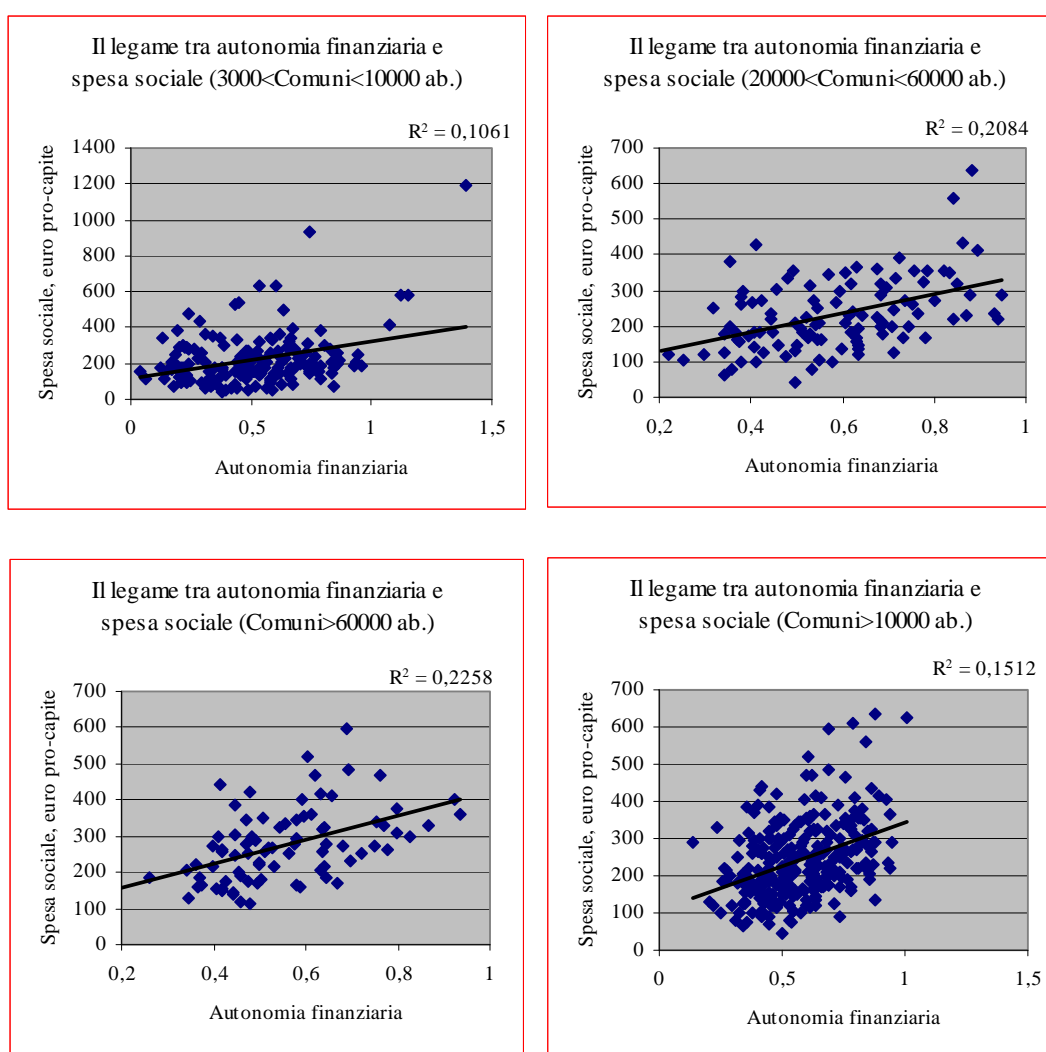 Il legame tra autonomia finanziaria e
spesa sociale (3000<Comuni<10000 ab.)
R² = 0,1061
Spesa sociale, euro pro-capite
1400
1200
1000
800
600
400
200
0
0 0,5 1 1,5
Autonomia finanziaria
Il legame tra autonomia finanziaria e
spesa sociale (20000<Comuni<60000 ab.)
R² = 0,2084
Spesa sociale, euro pro-capite
700
600
500
400
300
200
100
0
0,2 0,4 0,6 0,8 1
Autonomia finanziaria
Il legame tra autonomia finanziaria e
spesa sociale (Comuni>60000 ab.)
R² = 0,2258
Spesa sociale, euro pro-capite
700
600
500
400
300
200
100
0
0,2 0,4 0,6 0,8 1
Autonomia finanziaria
Il legame tra autonomia finanziaria e
spesa sociale (Comuni>10000 ab.)
R² = 0,1512
Spesa sociale, euro pro-capite
700
600
500
400
300
200
100
0
0 0,5 1 1,5
Autonomia finanziaria